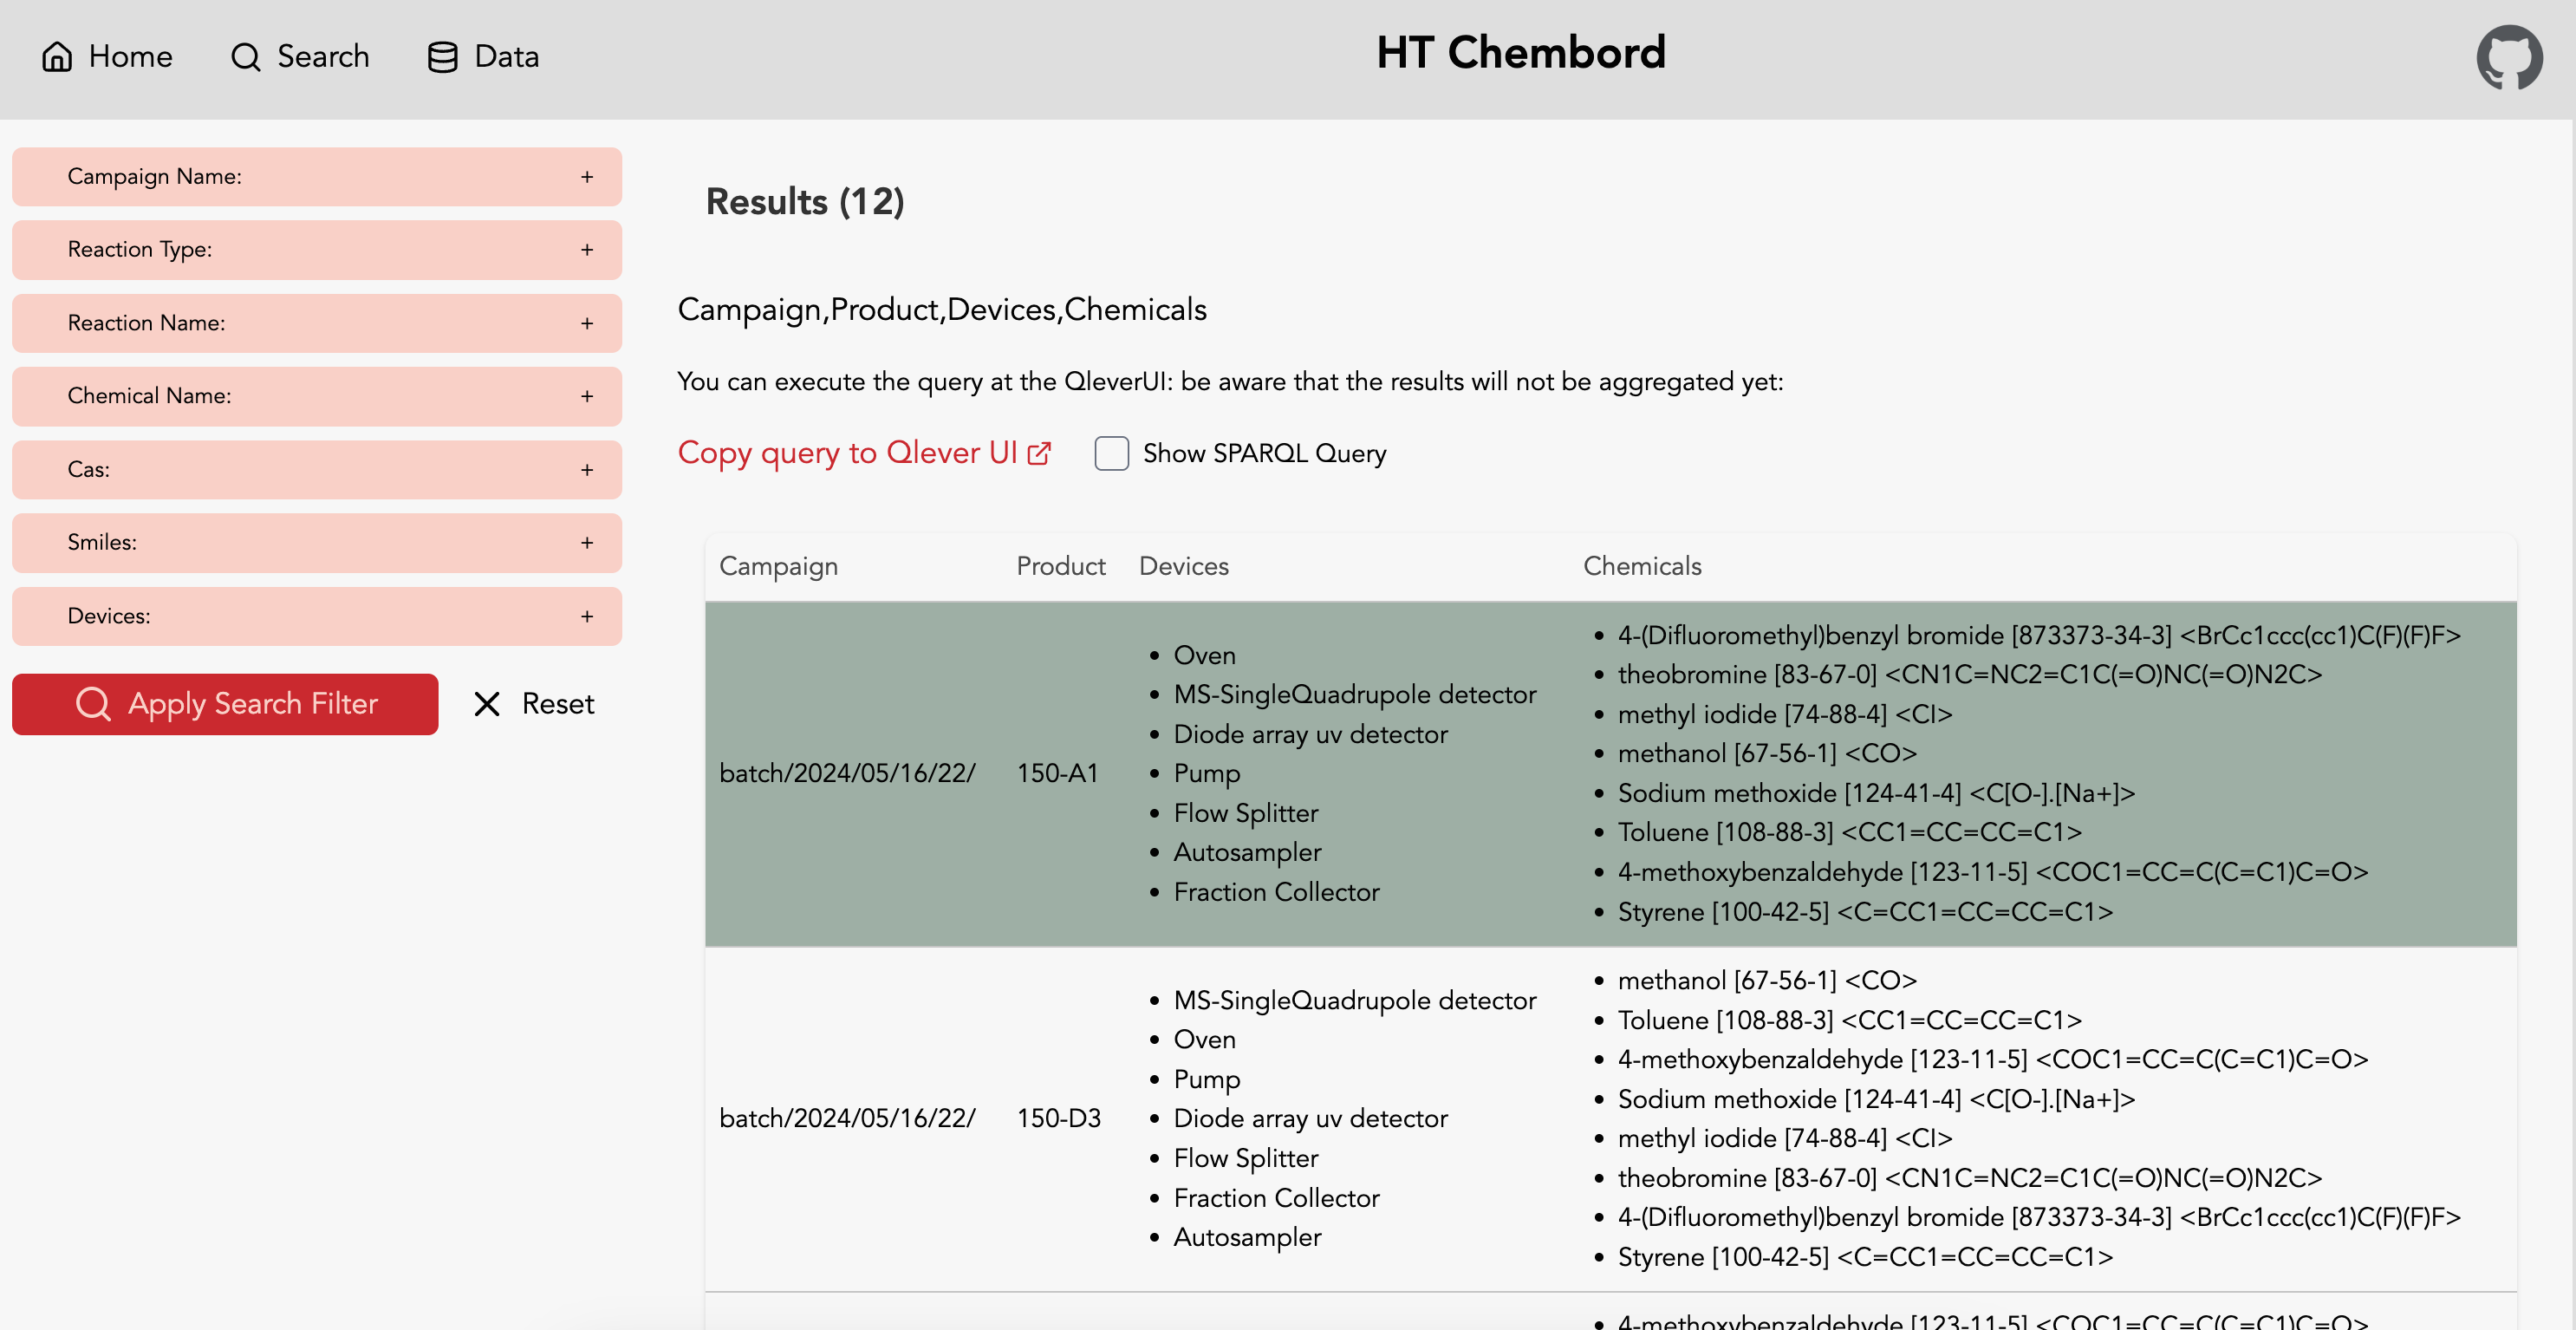 Home Search Data HT Chembord
Campaign Name: +
Reaction Type: +
Reaction Name: +
Chemical Name: +
Cas: +
Smiles: +
Devices: +
Apply Search Filter Reset
Results (12)
Campaign,Product,Devices,Chemicals
You can execute the query at the QleverUI: be aware that the results will not be aggregated yet:
Copy query to Qlever UI Show SPARQL Query
Campaign Product Devices Chemicals
batch/2024/05/16/22/ 150-A1
Oven
MS-SingleQuadrupole detector
Diode array uv detector
Pump
Flow Splitter
Autosampler
Fraction Collector
4-(Difluoromethyl)benzyl bromide [873373-34-3] <BrCc1ccc(cc1)C(F)(F)F>
theobromine [83-67-0] <CN1C=NC2=C1C(=O)NC(=O)N2C>
methyl iodide [74-88-4] <CI>
methanol [67-56-1] <CO>
Sodium methoxide [124-41-4] <C[O-].[Na+]>
Toluene [108-88-3] <CC1=CC=CC=C1>
4-methoxybenzaldehyde [123-11-5] <COC1=CC=C(C=C1)C=O>
Styrene [100-42-5] <C=CC1=CC=CC=C1>
batch/2024/05/16/22/ 150-D3
MS-SingleQuadrupole detector
Oven
Pump
Diode array uv detector
Flow Splitter
Fraction Collector
Autosampler
methanol [67-56-1] <CO>
Toluene [108-88-3] <CC1=CC=CC=C1>
4-methoxybenzaldehyde [123-11-5] <COC1=CC=C(C=C1)C=O>
Sodium methoxide [124-41-4] <C[O-].[Na+]>
methyl iodide [74-88-4] <CI>
theobromine [83-67-0] <CN1C=NC2=C1C(=O)NC(=O)N2C>
4-(Difluoromethyl)benzyl bromide [873373-34-3] <BrCc1ccc(cc1)C(F)(F)F>
Styrene [100-42-5] <C=CC1=CC=CC=C1>
4-methoxybenzaldehyde [123-11-5] <COC1=CC=C(C=C1)C=O>